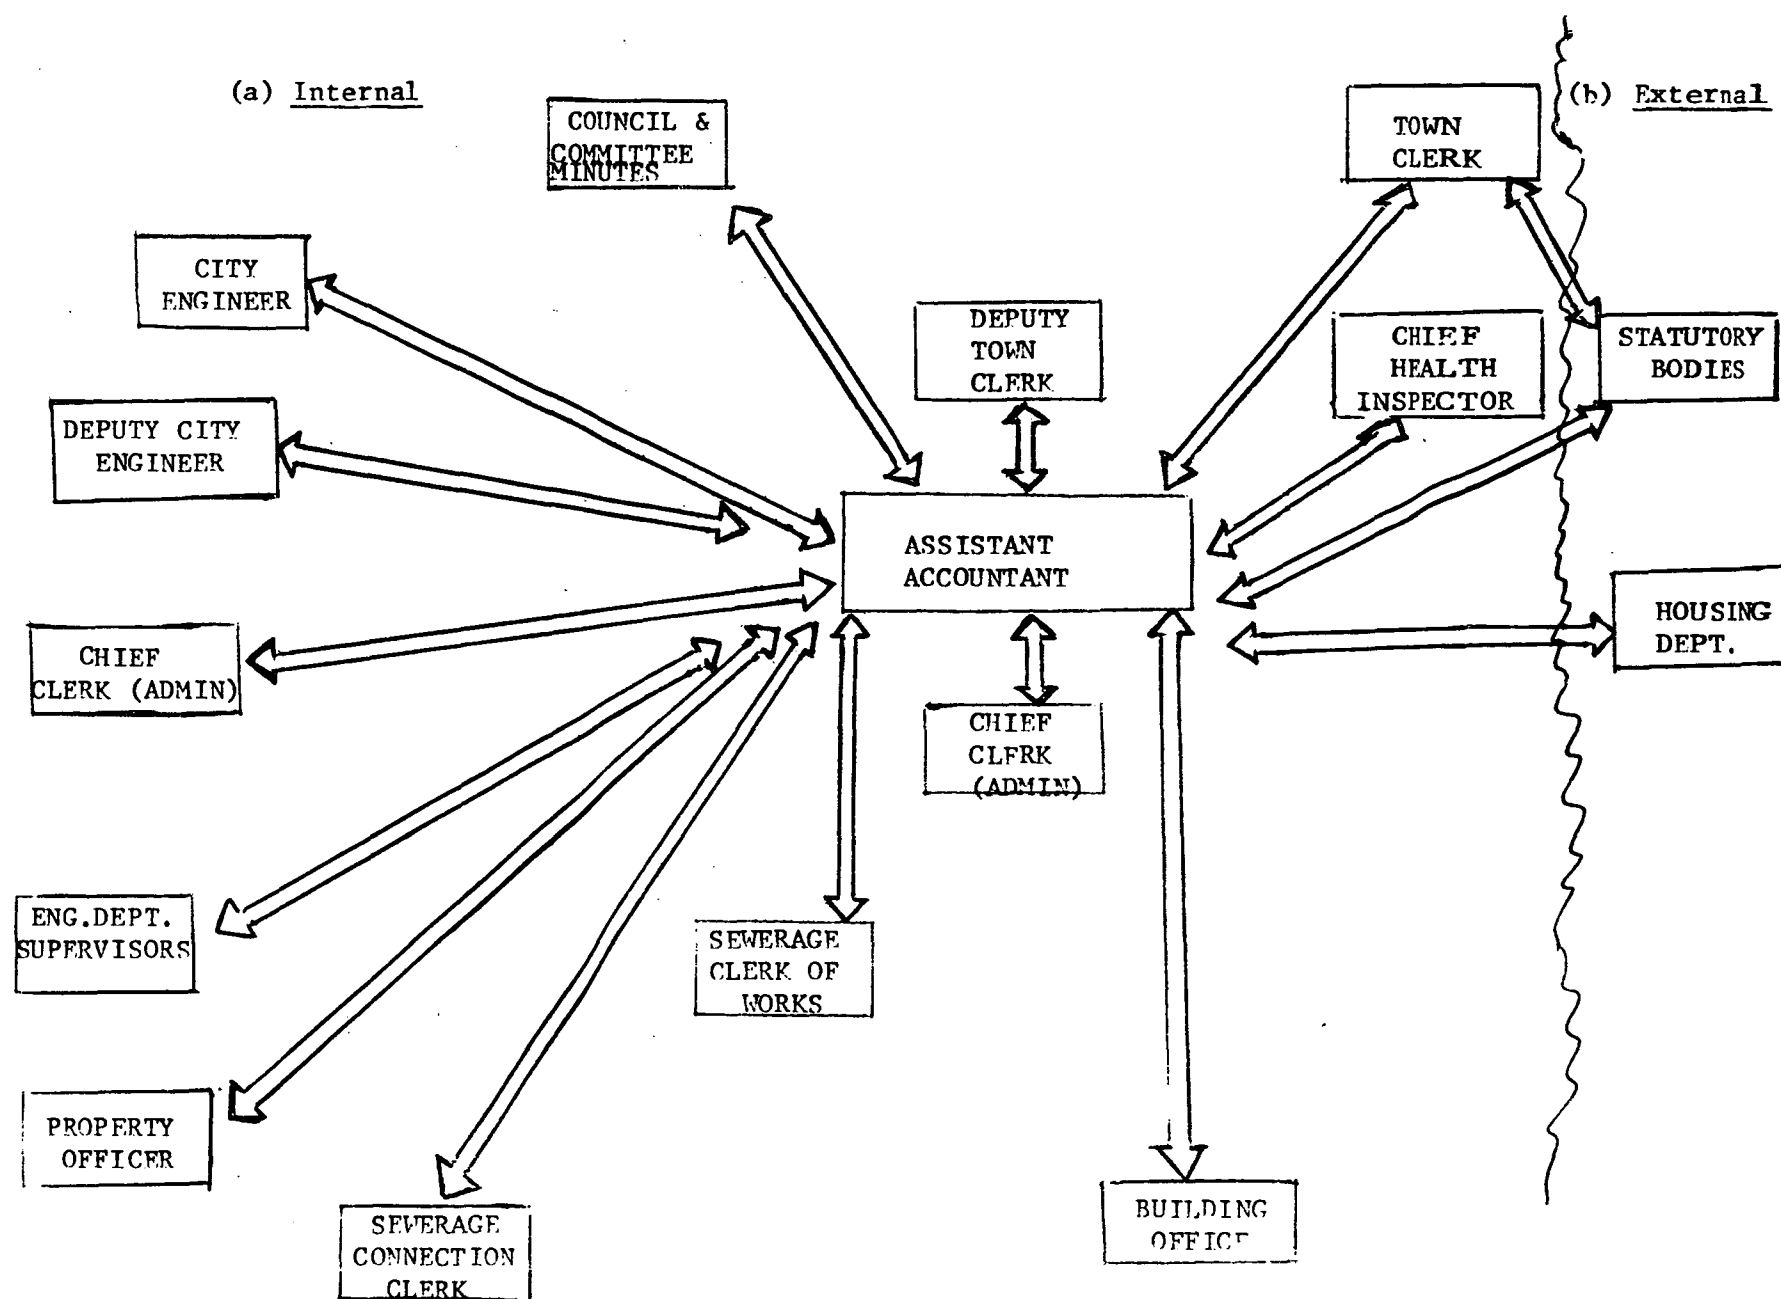 (a) Internal
(b) External
COUNCIL &
COMMITTEE
MINUTES
TOWN
CLERK
CITY
ENGINEER
DEPUTY
TOWN
CLERK
CHIEF
HEALTH
INSPECTOR
STATUTORY
BODIES
DEPUTY CITY
ENGINEER
ASSISTANT
ACCOUNTANT
HOUSING
DEPT.
CHIEF
CLERK (ADMIN)
CHIEF
CLERK
(ADMIN)
ENG.DEPT.
SUPERVISORS
SEWERAGE
CLERK OF
WORKS
PROPERTY
OFFICER
SEWERAGE
CONNECTION
CLERK
BUILDING
OFFICE